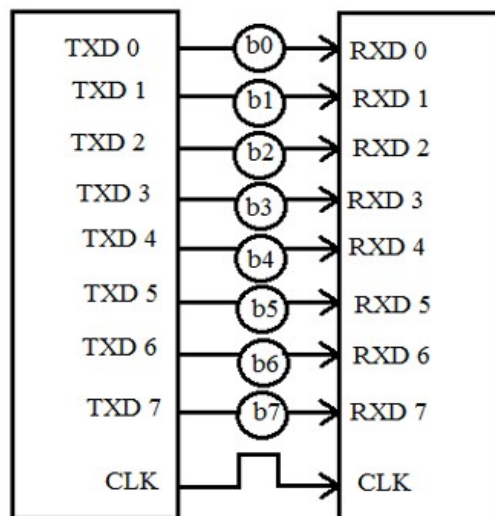 TXD 0 b0 RXD 0
TXD 1 b1 RXD 1
TXD 2 b2 RXD 2
TXD 3 b3 RXD 3
TXD 4 b4 RXD 4
TXD 5 b5 RXD 5
TXD 6 b6 RXD 6
TXD 7 b7 RXD 7
CLK CLK